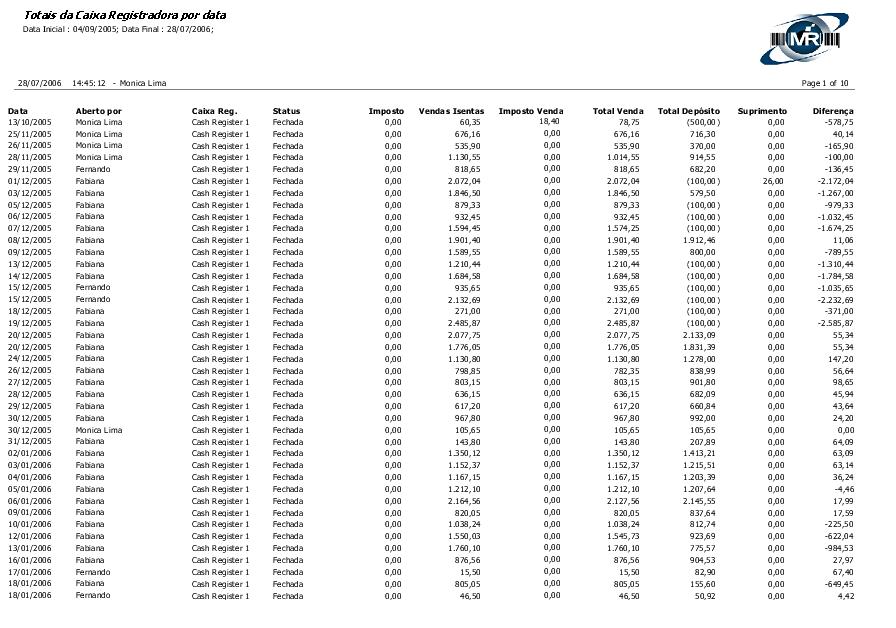 Totais da Caixa Registradora por data
Data Inicial : 04/09/2005; Data Final : 28/07/2006;
MR
28/07/2006 14:45:12 - Monica Lima Page 1 of 10
Data Aberto por Caixa Reg. Status Imposto Vendas Isentas Imposto Venda Total Venda Total Depósito Suprimento Diferença
13/10/2005 Monica Lima Cash Register 1 Fechada 0,00 60,35 18,40 78,75 (500,00) 0,00 -578,75
25/11/2005 Monica Lima Cash Register 1 Fechada 0,00 676,16 0,00 676,16 716,30 0,00 40,14
26/11/2005 Monica Lima Cash Register 1 Fechada 0,00 535,90 0,00 535,90 370,00 0,00 -165,90
28/11/2005 Monica Lima Cash Register 1 Fechada 0,00 1.130,55 0,00 1.014,55 914,55 0,00 -100,00
29/11/2005 Fernando Cash Register 1 Fechada 0,00 818,65 0,00 818,65 682,20 0,00 -136,45
01/12/2005 Fabiana Cash Register 1 Fechada 0,00 2.072,04 0,00 2.072,04 (100,00) 26,00 -2.172,04
03/12/2005 Fabiana Cash Register 1 Fechada 0,00 1.846,50 0,00 1.846,50 579,50 0,00 -1.267,00
05/12/2005 Fabiana Cash Register 1 Fechada 0,00 879,33 0,00 879,33 (100,00) 0,00 -979,33
06/12/2005 Fabiana Cash Register 1 Fechada 0,00 932,45 0,00 932,45 (100,00) 0,00 -1.032,45
07/12/2005 Fabiana Cash Register 1 Fechada 0,00 1.594,45 0,00 1.574,25 (100,00) 0,00 -1.674,25
08/12/2005 Fabiana Cash Register 1 Fechada 0,00 1.901,40 0,00 1.901,40 1.912,46 0,00 11,06
09/12/2005 Fabiana Cash Register 1 Fechada 0,00 1.589,55 0,00 1.589,55 800,00 0,00 -789,55
13/12/2005 Fabiana Cash Register 1 Fechada 0,00 1.210,44 0,00 1.210,44 (100,00) 0,00 -1.310,44
14/12/2005 Fabiana Cash Register 1 Fechada 0,00 1.684,58 0,00 1.684,58 (100,00) 0,00 -1.784,58
15/12/2005 Fernando Cash Register 1 Fechada 0,00 935,65 0,00 935,65 (100,00) 0,00 -1.035,65
15/12/2005 Fernando Cash Register 1 Fechada 0,00 2.132,69 0,00 2.132,69 (100,00) 0,00 -2.232,69
18/12/2005 Fabiana Cash Register 1 Fechada 0,00 271,00 0,00 271,00 (100,00) 0,00 -371,00
19/12/2005 Fabiana Cash Register 1 Fechada 0,00 2.485,87 0,00 2.485,87 (100,00) 0,00 -2.585,87
20/12/2005 Fabiana Cash Register 1 Fechada 0,00 2.077,75 0,00 2.077,75 2.133,09 0,00 55,34
20/12/2005 Fabiana Cash Register 1 Fechada 0,00 1.776,05 0,00 1.776,05 1.831,39 0,00 55,34
24/12/2005 Fabiana Cash Register 1 Fechada 0,00 1.130,80 0,00 1.130,80 1.278,00 0,00 147,20
26/12/2005 Fabiana Cash Register 1 Fechada 0,00 798,85 0,00 782,35 838,99 0,00 56,64
27/12/2005 Fabiana Cash Register 1 Fechada 0,00 803,15 0,00 803,15 901,80 0,00 98,65
28/12/2005 Fabiana Cash Register 1 Fechada 0,00 636,15 0,00 636,15 682,09 0,00 45,94
29/12/2005 Fabiana Cash Register 1 Fechada 0,00 617,20 0,00 617,20 660,84 0,00 43,64
30/12/2005 Fabiana Cash Register 1 Fechada 0,00 967,80 0,00 967,80 992,00 0,00 24,20
30/12/2005 Monica Lima Cash Register 1 Fechada 0,00 105,65 0,00 105,65 105,65 0,00 0,00
31/12/2005 Fabiana Cash Register 1 Fechada 0,00 143,80 0,00 143,80 207,89 0,00 64,09
02/01/2006 Fabiana Cash Register 1 Fechada 0,00 1.350,12 0,00 1.350,12 1.413,21 0,00 63,09
03/01/2006 Fabiana Cash Register 1 Fechada 0,00 1.152,37 0,00 1.152,37 1.215,51 0,00 63,14
04/01/2006 Fabiana Cash Register 1 Fechada 0,00 1.167,15 0,00 1.167,15 1.203,39 0,00 36,24
05/01/2006 Fabiana Cash Register 1 Fechada 0,00 1.212,10 0,00 1.212,10 1.207,64 0,00 -4,46
06/01/2006 Fabiana Cash Register 1 Fechada 0,00 2.164,56 0,00 2.127,56 2.145,55 0,00 17,99
09/01/2006 Fabiana Cash Register 1 Fechada 0,00 820,05 0,00 820,05 837,64 0,00 17,59
10/01/2006 Fabiana Cash Register 1 Fechada 0,00 1.038,24 0,00 1.038,24 812,74 0,00 -225,50
12/01/2006 Fabiana Cash Register 1 Fechada 0,00 1.550,03 0,00 1.545,73 923,69 0,00 -622,04
13/01/2006 Fabiana Cash Register 1 Fechada 0,00 1.760,10 0,00 1.760,10 775,57 0,00 -984,53
16/01/2006 Fabiana Cash Register 1 Fechada 0,00 876,56 0,00 876,56 904,53 0,00 27,97
17/01/2006 Fernando Cash Register 1 Fechada 0,00 15,50 0,00 15,50 82,90 0,00 67,40
18/01/2006 Fabiana Cash Register 1 Fechada 0,00 805,05 0,00 805,05 155,60 0,00 -649,45
18/01/2006 Fernando Cash Register 1 Fechada 0,00 46,50 0,00 46,50 50,92 0,00 4,42